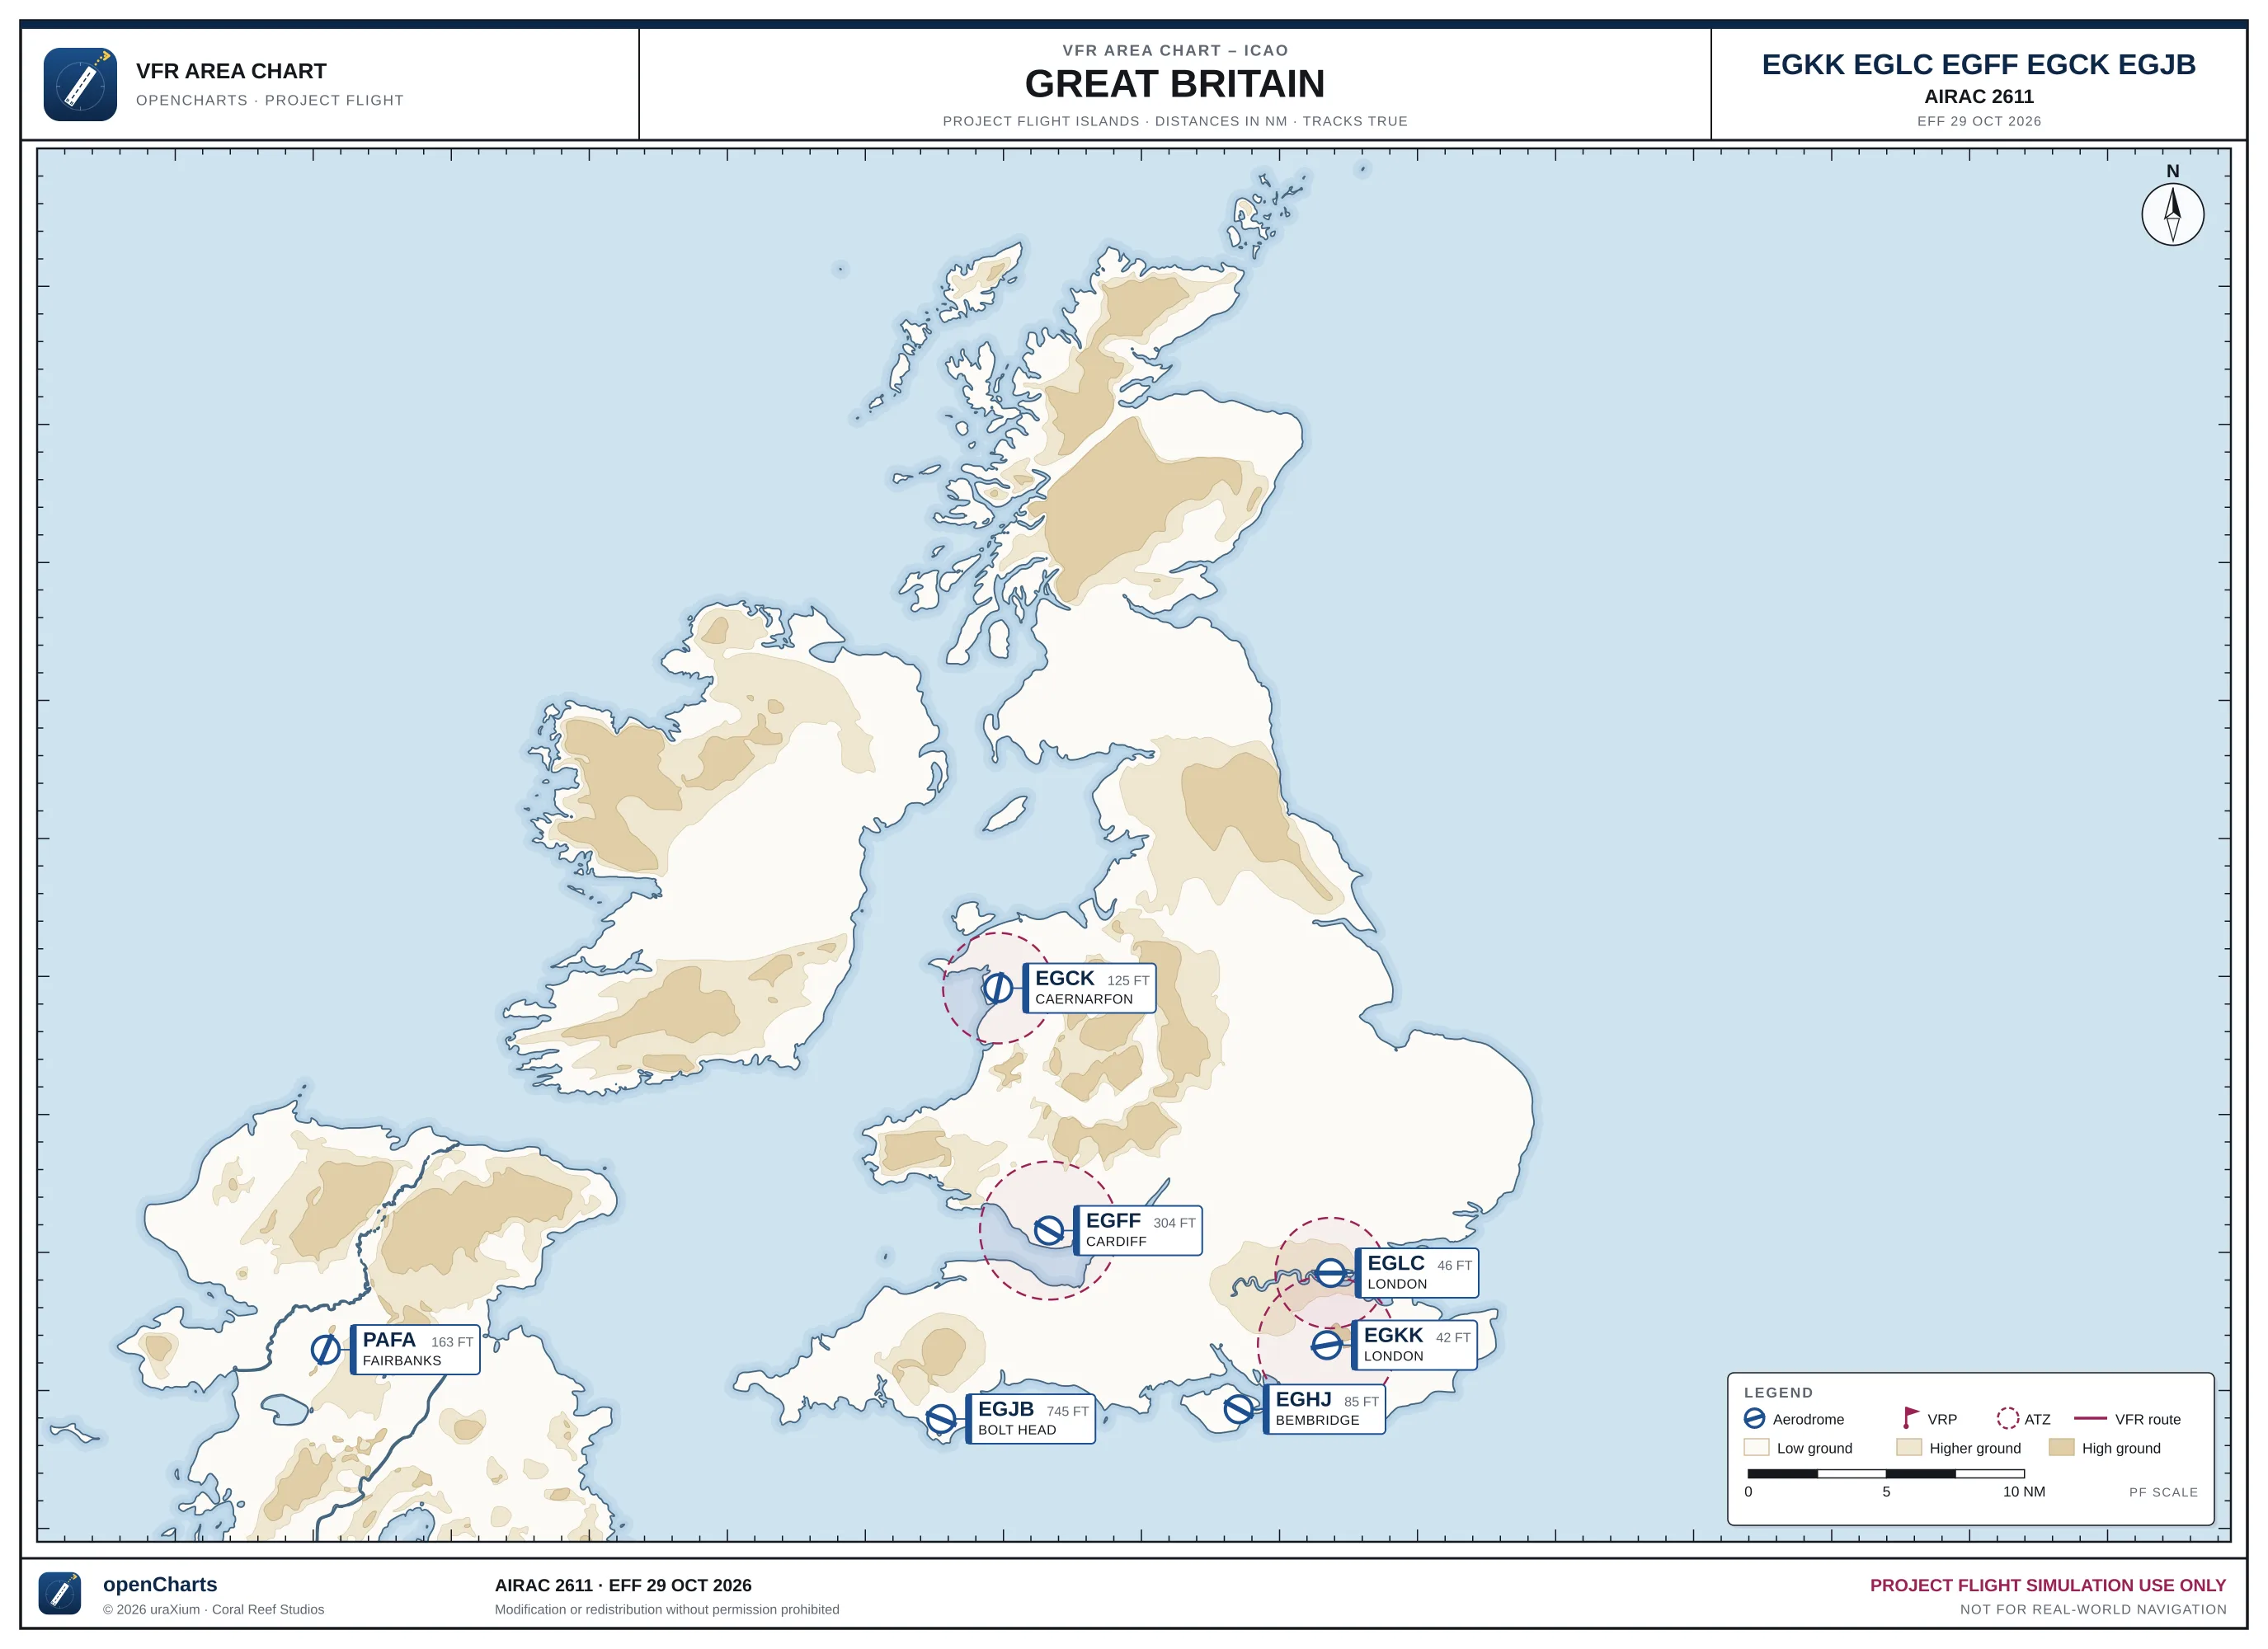 VFR AREA CHART
OPENCHARTS · PROJECT FLIGHT
VFR AREA CHART – ICAO
GREAT BRITAIN
PROJECT FLIGHT ISLANDS · DISTANCES IN NM · TRACKS TRUE
EGKK EGLC EGFF EGCK EGJB
AIRAC 2611
EFF 29 OCT 2026
N
EGCK 125 FT
CAERNARFON
EGFF 304 FT
CARDIFF
EGLC 46 FT
LONDON
EGKK 42 FT
LONDON
PAFA 163 FT
FAIRBANKS
EGJB 745 FT
BOLT HEAD
EGHJ 85 FT
BEMBRIDGE
LEGEND
Aerodrome VRP ATZ VFR route
Low ground Higher ground High ground
0 5 10 NM PF SCALE
openCharts
© 2026 uraXium · Coral Reef Studios
AIRAC 2611 · EFF 29 OCT 2026
Modification or redistribution without permission prohibited
PROJECT FLIGHT SIMULATION USE ONLY
NOT FOR REAL-WORLD NAVIGATION